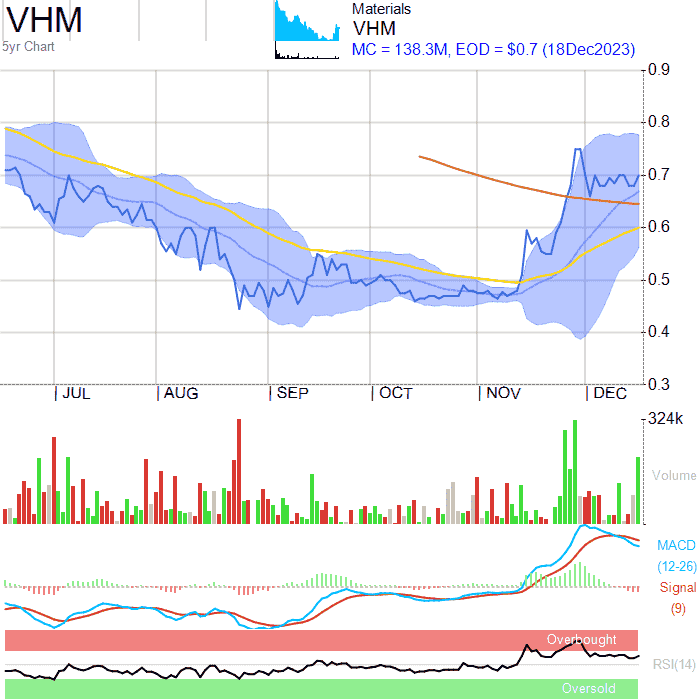 VHM
5yr Chart
Materials
VHM
MC = 138.3M, EOD = $0.7 (18Dec2023)
0.9
0.8
0.7
0.6
0.5
0.4
0.3
JUL AUG SEP OCT NOV DEC
324k
Volume
MACD
(12-26)
Signal
(9)
Overbought
RSI(14)
Oversold